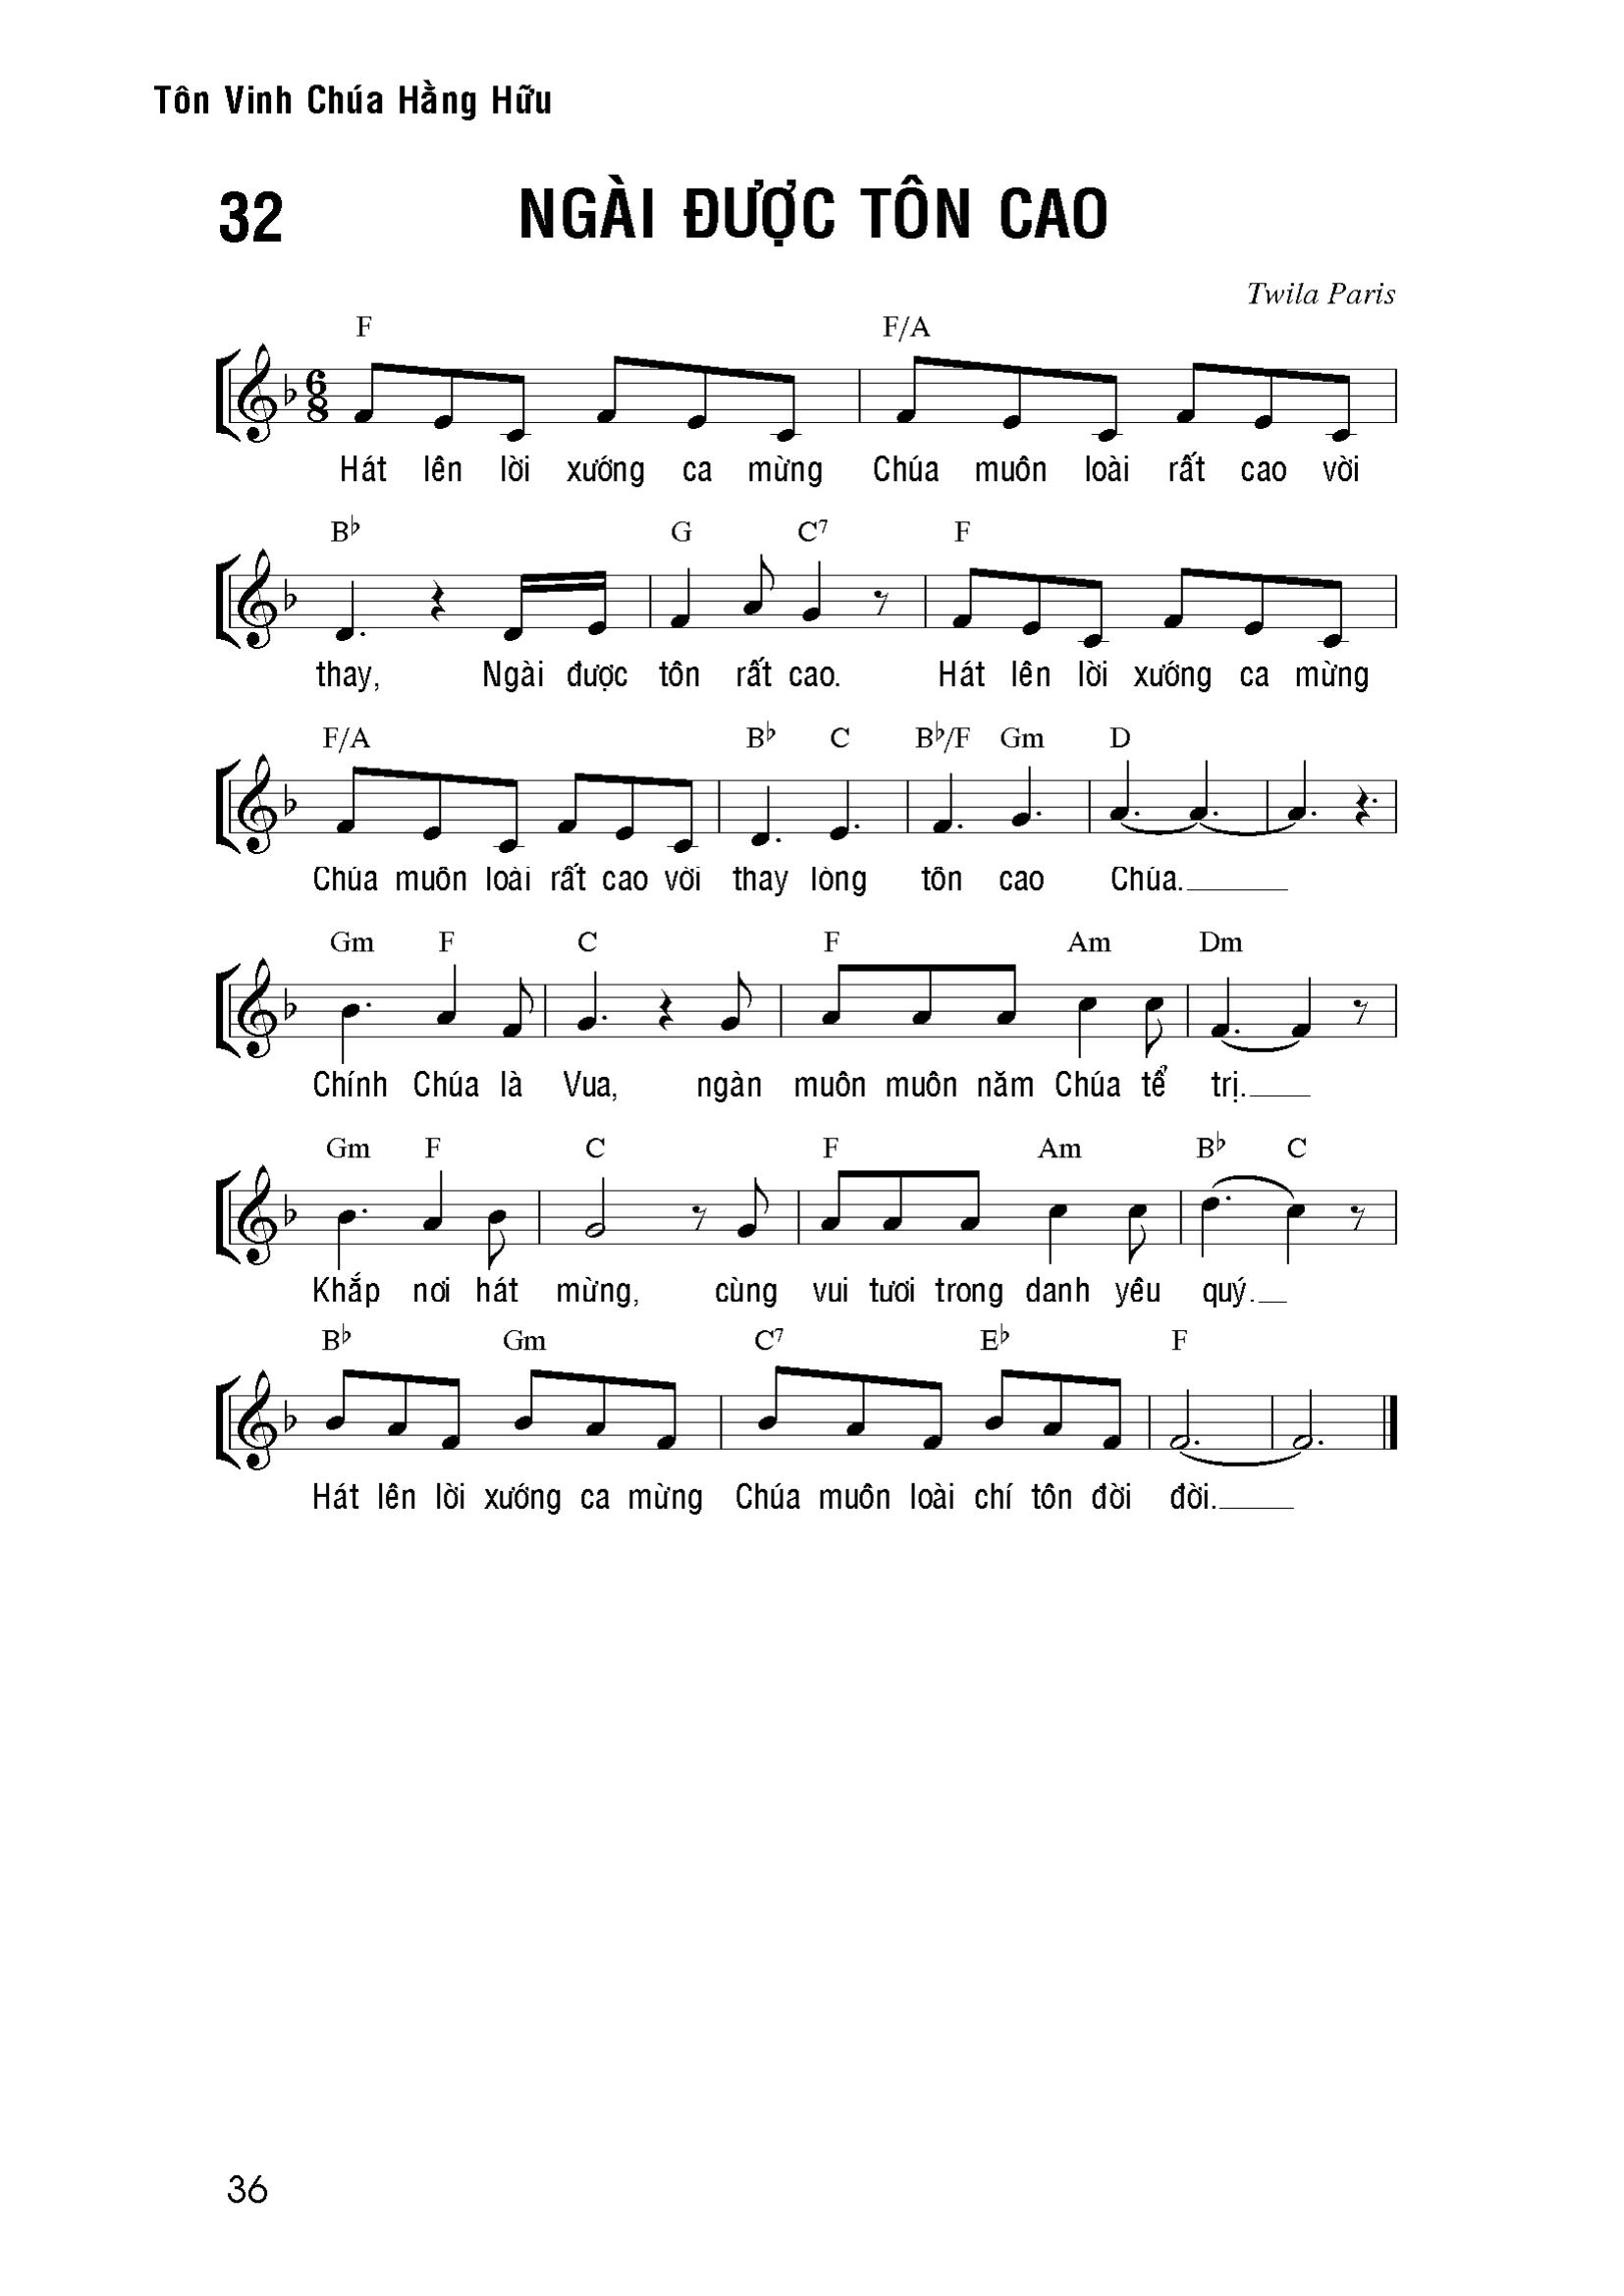 Tôn Vinh Chúa Hằng Hữu
32 NGÀI ĐƯỢC TÔN CAO
Twila Paris
F F/A
6/8
Hát lên lời xướng ca mừng Chúa muôn loài rất cao vời
B♭ G C7 F
thay, Ngài được tôn rất cao. Hát lên lời xướng ca mừng
F/A B♭ C B♭/F Gm D
Chúa muôn loài rất cao vời thay lòng tôn cao Chúa.
Gm F C F Am Dm
Chính Chúa là Vua, ngàn muôn muôn năm Chúa tể trị.
Gm F C F Am B♭ C
Khắp nơi hát mừng, cùng vui tươi trong danh yêu quý.
B♭ Gm C7 E♭ F
Hát lên lời xướng ca mừng Chúa muôn loài chí tôn đời đời.
36